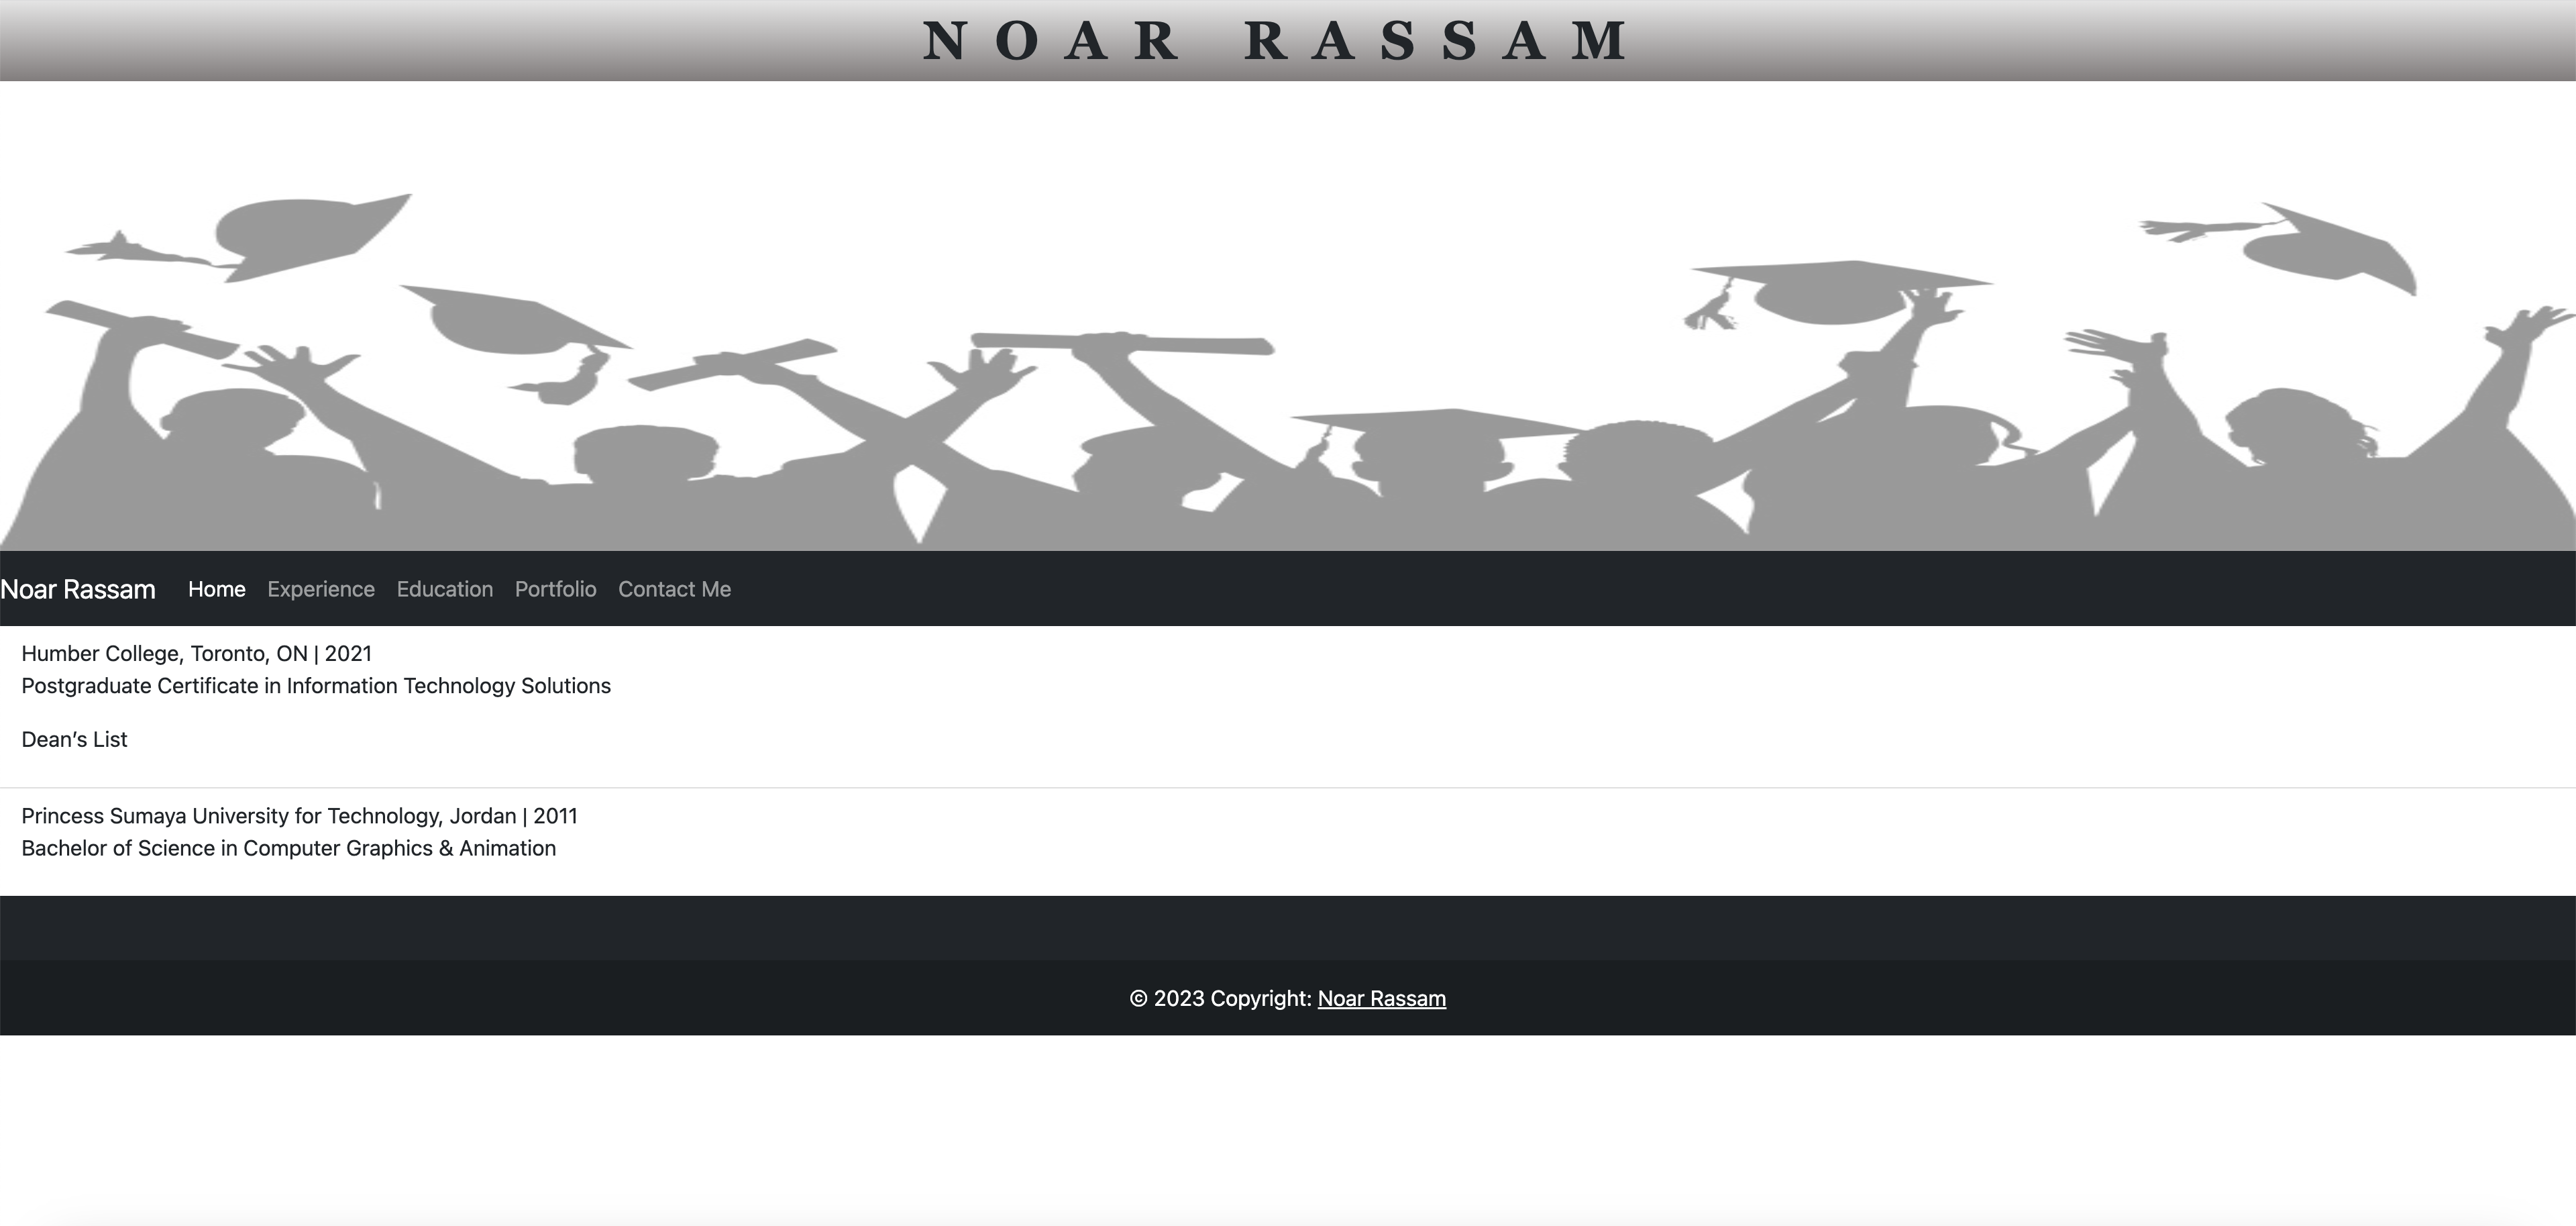 NOAR RASSAM
Noar Rassam Home Experience Education Portfolio Contact Me
Humber College, Toronto, ON | 2021
Postgraduate Certificate in Information Technology Solutions
Dean’s List
Princess Sumaya University for Technology, Jordan | 2011
Bachelor of Science in Computer Graphics & Animation
© 2023 Copyright: Noar Rassam